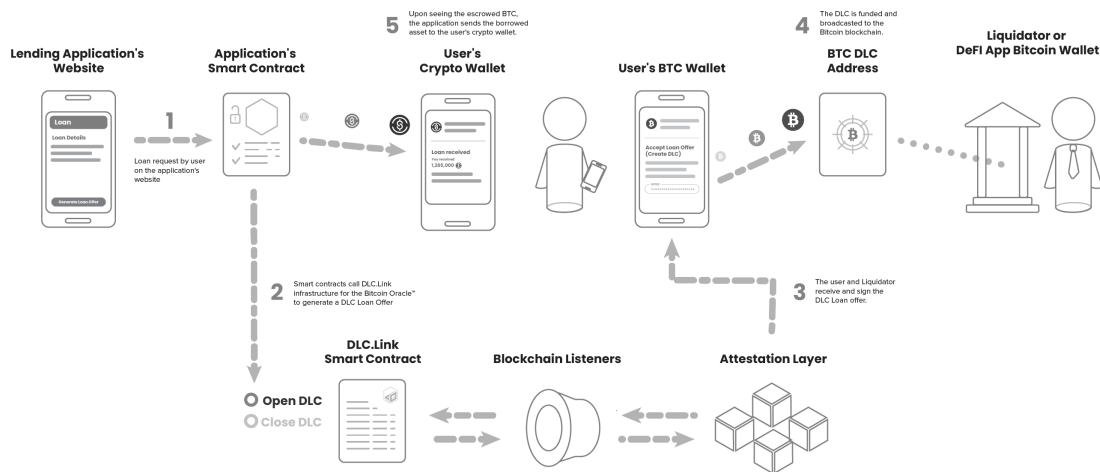 5
Upon seeing the escrowed BTC,
the application sends the borrowed
asset to the user's crypto wallet.
4
The DLC is funded and
broadcasted to the
Bitcoin blockchain.
Lending Application's
Website
Application's
Smart Contract
User's
Crypto Wallet
User's BTC Wallet
BTC DLC
Address
Liquidator or
DeFI App Bitcoin Wallet
Loan
Loan Details
Generate Loan Offer
1
Loan request by user
on the application's
website
Loan received
You received
1,200,000
Accept Loan Offer
(Create DLC)
2
Smart contracts call DLC.Link
infrastructure for the Bitcoin Oracle™
to generate a DLC Loan Offer
3
The user and Liquidator
receive and sign the
DLC Loan offer.
DLC.Link
Smart Contract
Blockchain Listeners
Attestation Layer
Open DLC
Close DLC